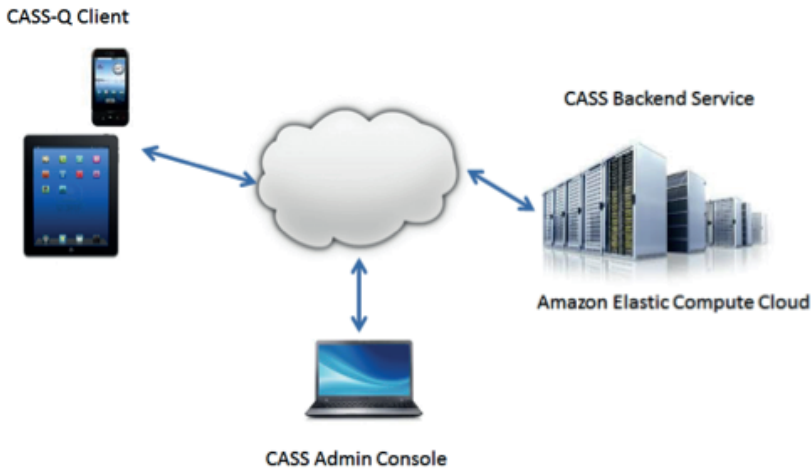 CASS-Q Client
CASS Backend Service
Amazon Elastic Compute Cloud
CASS Admin Console